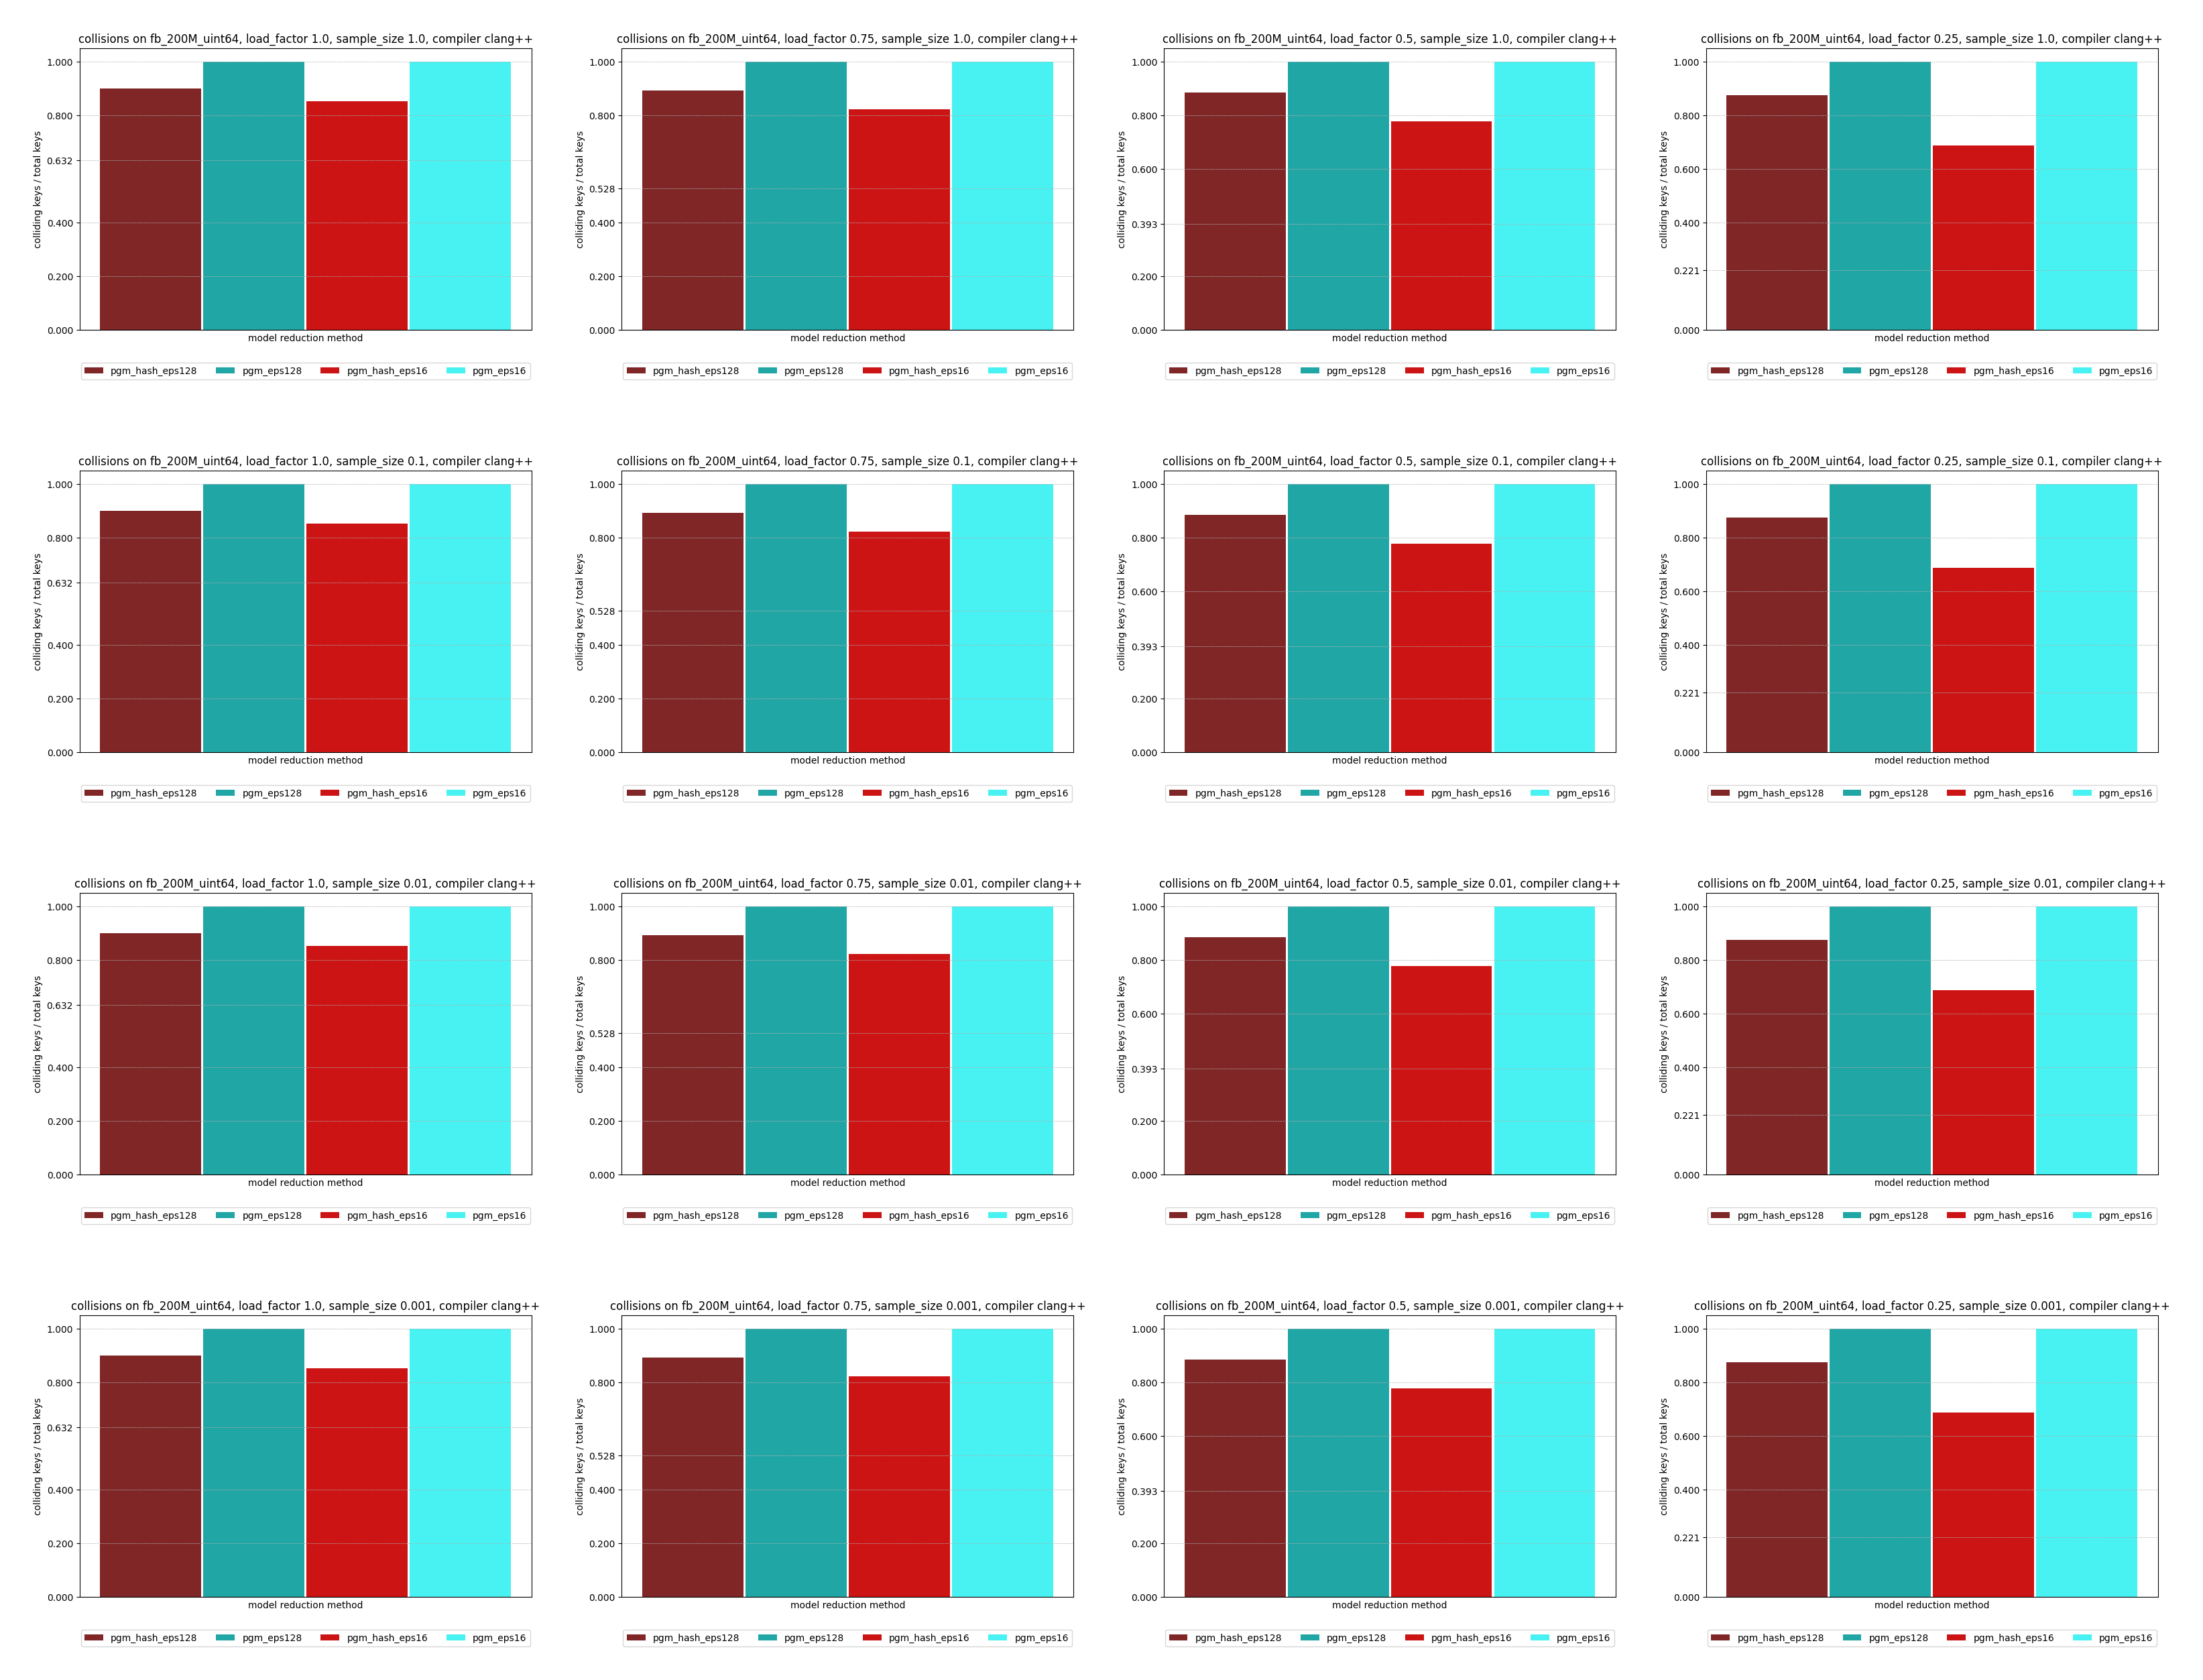 collisions on fb_200M_uint64, load_factor 1.0, sample_size 1.0, compiler clang++
1.000
0.800
0.632
0.400
0.200
0.000
colliding keys / total keys
model reduction method
pgm_hash_eps128 pgm_eps128 pgm_hash_eps16 pgm_eps16
collisions on fb_200M_uint64, load_factor 0.75, sample_size 1.0, compiler clang++
1.000
0.800
0.528
0.400
0.200
0.000
colliding keys / total keys
model reduction method
pgm_hash_eps128 pgm_eps128 pgm_hash_eps16 pgm_eps16
collisions on fb_200M_uint64, load_factor 0.5, sample_size 1.0, compiler clang++
1.000
0.800
0.600
0.393
0.200
0.000
colliding keys / total keys
model reduction method
pgm_hash_eps128 pgm_eps128 pgm_hash_eps16 pgm_eps16
collisions on fb_200M_uint64, load_factor 0.25, sample_size 1.0, compiler clang++
1.000
0.800
0.600
0.400
0.221
0.000
colliding keys / total keys
model reduction method
pgm_hash_eps128 pgm_eps128 pgm_hash_eps16 pgm_eps16
collisions on fb_200M_uint64, load_factor 1.0, sample_size 0.1, compiler clang++
1.000
0.800
0.632
0.400
0.200
0.000
colliding keys / total keys
model reduction method
pgm_hash_eps128 pgm_eps128 pgm_hash_eps16 pgm_eps16
collisions on fb_200M_uint64, load_factor 0.75, sample_size 0.1, compiler clang++
1.000
0.800
0.528
0.400
0.200
0.000
colliding keys / total keys
model reduction method
pgm_hash_eps128 pgm_eps128 pgm_hash_eps16 pgm_eps16
collisions on fb_200M_uint64, load_factor 0.5, sample_size 0.1, compiler clang++
1.000
0.800
0.600
0.393
0.200
0.000
colliding keys / total keys
model reduction method
pgm_hash_eps128 pgm_eps128 pgm_hash_eps16 pgm_eps16
collisions on fb_200M_uint64, load_factor 0.25, sample_size 0.1, compiler clang++
1.000
0.800
0.600
0.400
0.221
0.000
colliding keys / total keys
model reduction method
pgm_hash_eps128 pgm_eps128 pgm_hash_eps16 pgm_eps16
collisions on fb_200M_uint64, load_factor 1.0, sample_size 0.01, compiler clang++
1.000
0.800
0.632
0.400
0.200
0.000
colliding keys / total keys
model reduction method
pgm_hash_eps128 pgm_eps128 pgm_hash_eps16 pgm_eps16
collisions on fb_200M_uint64, load_factor 0.75, sample_size 0.01, compiler clang++
1.000
0.800
0.528
0.400
0.200
0.000
colliding keys / total keys
model reduction method
pgm_hash_eps128 pgm_eps128 pgm_hash_eps16 pgm_eps16
collisions on fb_200M_uint64, load_factor 0.5, sample_size 0.01, compiler clang++
1.000
0.800
0.600
0.393
0.200
0.000
colliding keys / total keys
model reduction method
pgm_hash_eps128 pgm_eps128 pgm_hash_eps16 pgm_eps16
collisions on fb_200M_uint64, load_factor 0.25, sample_size 0.01, compiler clang++
1.000
0.800
0.600
0.400
0.221
0.000
colliding keys / total keys
model reduction method
pgm_hash_eps128 pgm_eps128 pgm_hash_eps16 pgm_eps16
collisions on fb_200M_uint64, load_factor 1.0, sample_size 0.001, compiler clang++
1.000
0.800
0.632
0.400
0.200
0.000
colliding keys / total keys
model reduction method
pgm_hash_eps128 pgm_eps128 pgm_hash_eps16 pgm_eps16
collisions on fb_200M_uint64, load_factor 0.75, sample_size 0.001, compiler clang++
1.000
0.800
0.528
0.400
0.200
0.000
colliding keys / total keys
model reduction method
pgm_hash_eps128 pgm_eps128 pgm_hash_eps16 pgm_eps16
collisions on fb_200M_uint64, load_factor 0.5, sample_size 0.001, compiler clang++
1.000
0.800
0.600
0.393
0.200
0.000
colliding keys / total keys
model reduction method
pgm_hash_eps128 pgm_eps128 pgm_hash_eps16 pgm_eps16
collisions on fb_200M_uint64, load_factor 0.25, sample_size 0.001, compiler clang++
1.000
0.800
0.600
0.400
0.221
0.000
colliding keys / total keys
model reduction method
pgm_hash_eps128 pgm_eps128 pgm_hash_eps16 pgm_eps16